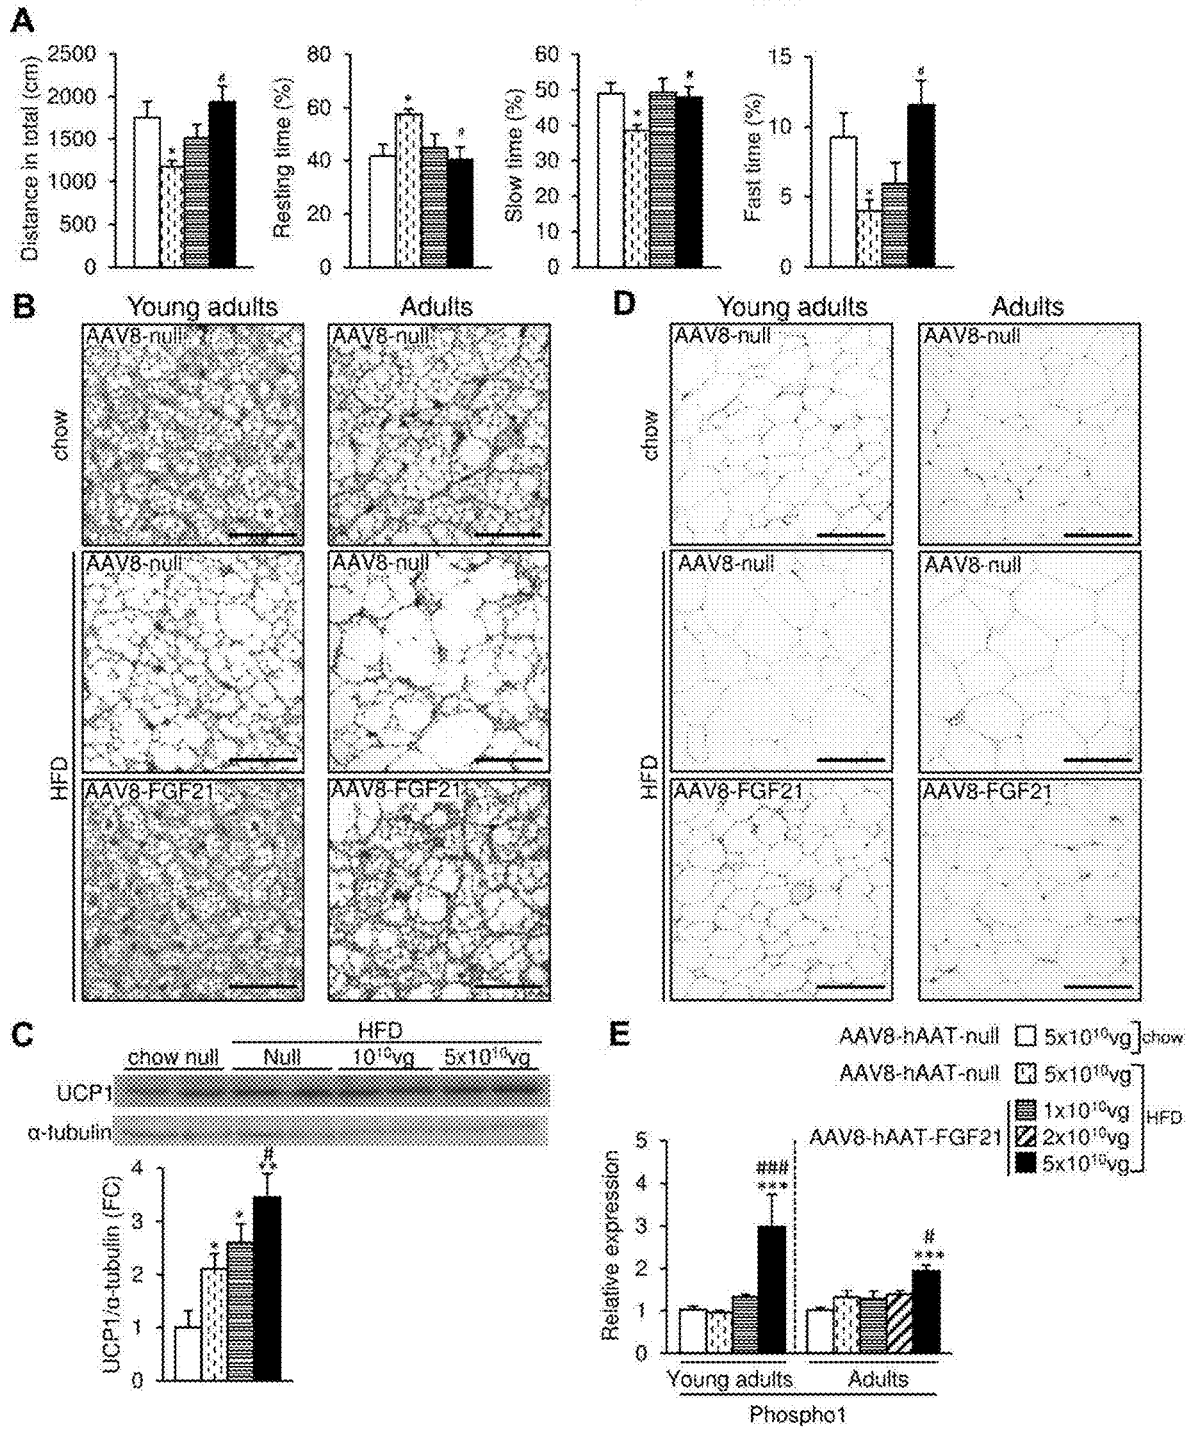 A
Distance in total (cm)
2500
2000
1500
1000
500
0
*
#
Resting time (%)
80
60
40
20
0
*
#
Slow time (%)
60
50
40
30
20
10
0
*
#
Fast time (%)
15
10
5
0
*
#
B
Young adults
Adults
chow
AAV8-null
AAV8-null
HFD
AAV8-null
AAV8-null
AAV8-FGF21
AAV8-FGF21
D
Young adults
Adults
chow
AAV8-null
AAV8-null
HFD
AAV8-null
AAV8-null
AAV8-FGF21
AAV8-FGF21
C
HFD
chow null Null 10¹⁰vg 5x10¹⁰vg
UCP1
α-tubulin
UCP1/α-tubulin (FC)
4
3
2
1
0
*
*
#
**
E
AAV8-hAAT-null 5x10¹⁰vg chow
AAV8-hAAT-null 5x10¹⁰vg
1x10¹⁰vg
HFD
AAV8-hAAT-FGF21 2x10¹⁰vg
5x10¹⁰vg
Relative expression
5
4
3
2
1
0
###
***
#
***
Young adults Adults
Phospho1